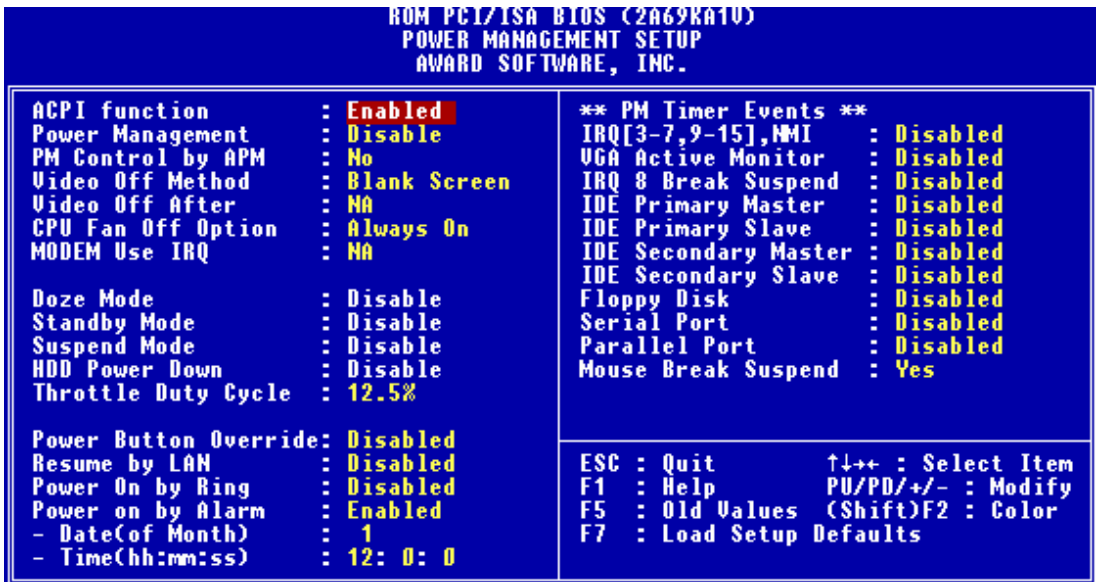 ROM PCI/ISA BIOS (2A69KA1V)
POWER MANAGEMENT SETUP
AWARD SOFTWARE, INC.
ACPI function : Enabled
Power Management : Disable
PM Control by APM : No
Video Off Method : Blank Screen
Video Off After : NA
CPU Fan Off Option : Always On
MODEM Use IRQ : NA
Doze Mode : Disable
Standby Mode : Disable
Suspend Mode : Disable
HDD Power Down : Disable
Throttle Duty Cycle : 12.5%
Power Button Override: Disabled
Resume by LAN : Disabled
Power On by Ring : Disabled
Power on by Alarm : Enabled
- Date(of Month) : 1
- Time(hh:mm:ss) : 12: 0: 0
** PM Timer Events **
IRQ[3-7,9-15],NMI : Disabled
VGA Active Monitor : Disabled
IRQ 8 Break Suspend : Disabled
IDE Primary Master : Disabled
IDE Primary Slave : Disabled
IDE Secondary Master : Disabled
IDE Secondary Slave : Disabled
Floppy Disk : Disabled
Serial Port : Disabled
Parallel Port : Disabled
Mouse Break Suspend : Yes
ESC : Quit ↑↓→← : Select Item
F1 : Help PU/PD/+/- : Modify
F5 : Old Values (Shift)F2 : Color
F7 : Load Setup Defaults